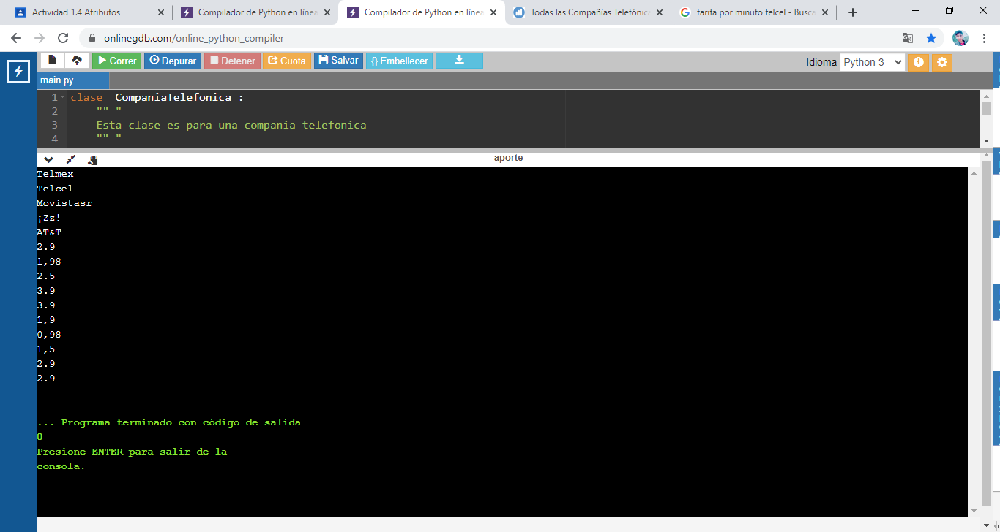 Actividad 1.4 Atributos
Compilador de Python en línea
Compilador de Python en línea
Todas las Compañías Telefónica
tarifa por minuto telcel - Busca
onlinegdb.com/online_python_compiler
Correr
Depurar
Detener
Cuota
Salvar
{} Embellecer
Idioma
Python 3
main.py
1 clase  CompaniaTelefonica :
2 "" "
3 Esta clase es para una compania telefonica
4 "" "
aporte
Telmex
Telcel
Movistasr
¡Zz!
AT&T
2.9
1,98
2.5
3.9
3.9
1,9
0,98
1,5
2.9
2.9
... Programa terminado con código de salida
0
Presione ENTER para salir de la
consola.